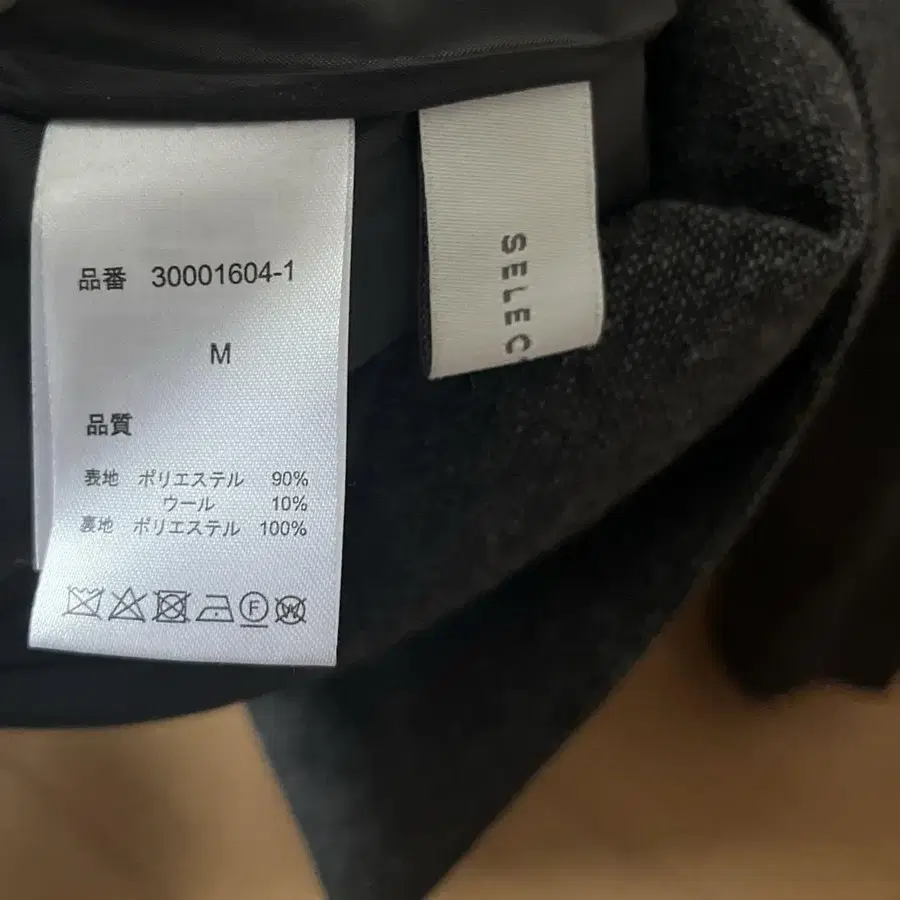 品番 30001604-1
M
品質
表地 ポリエステル 90%
ウール 10%
裏地 ポリエステル 100%
F
W
SELEC